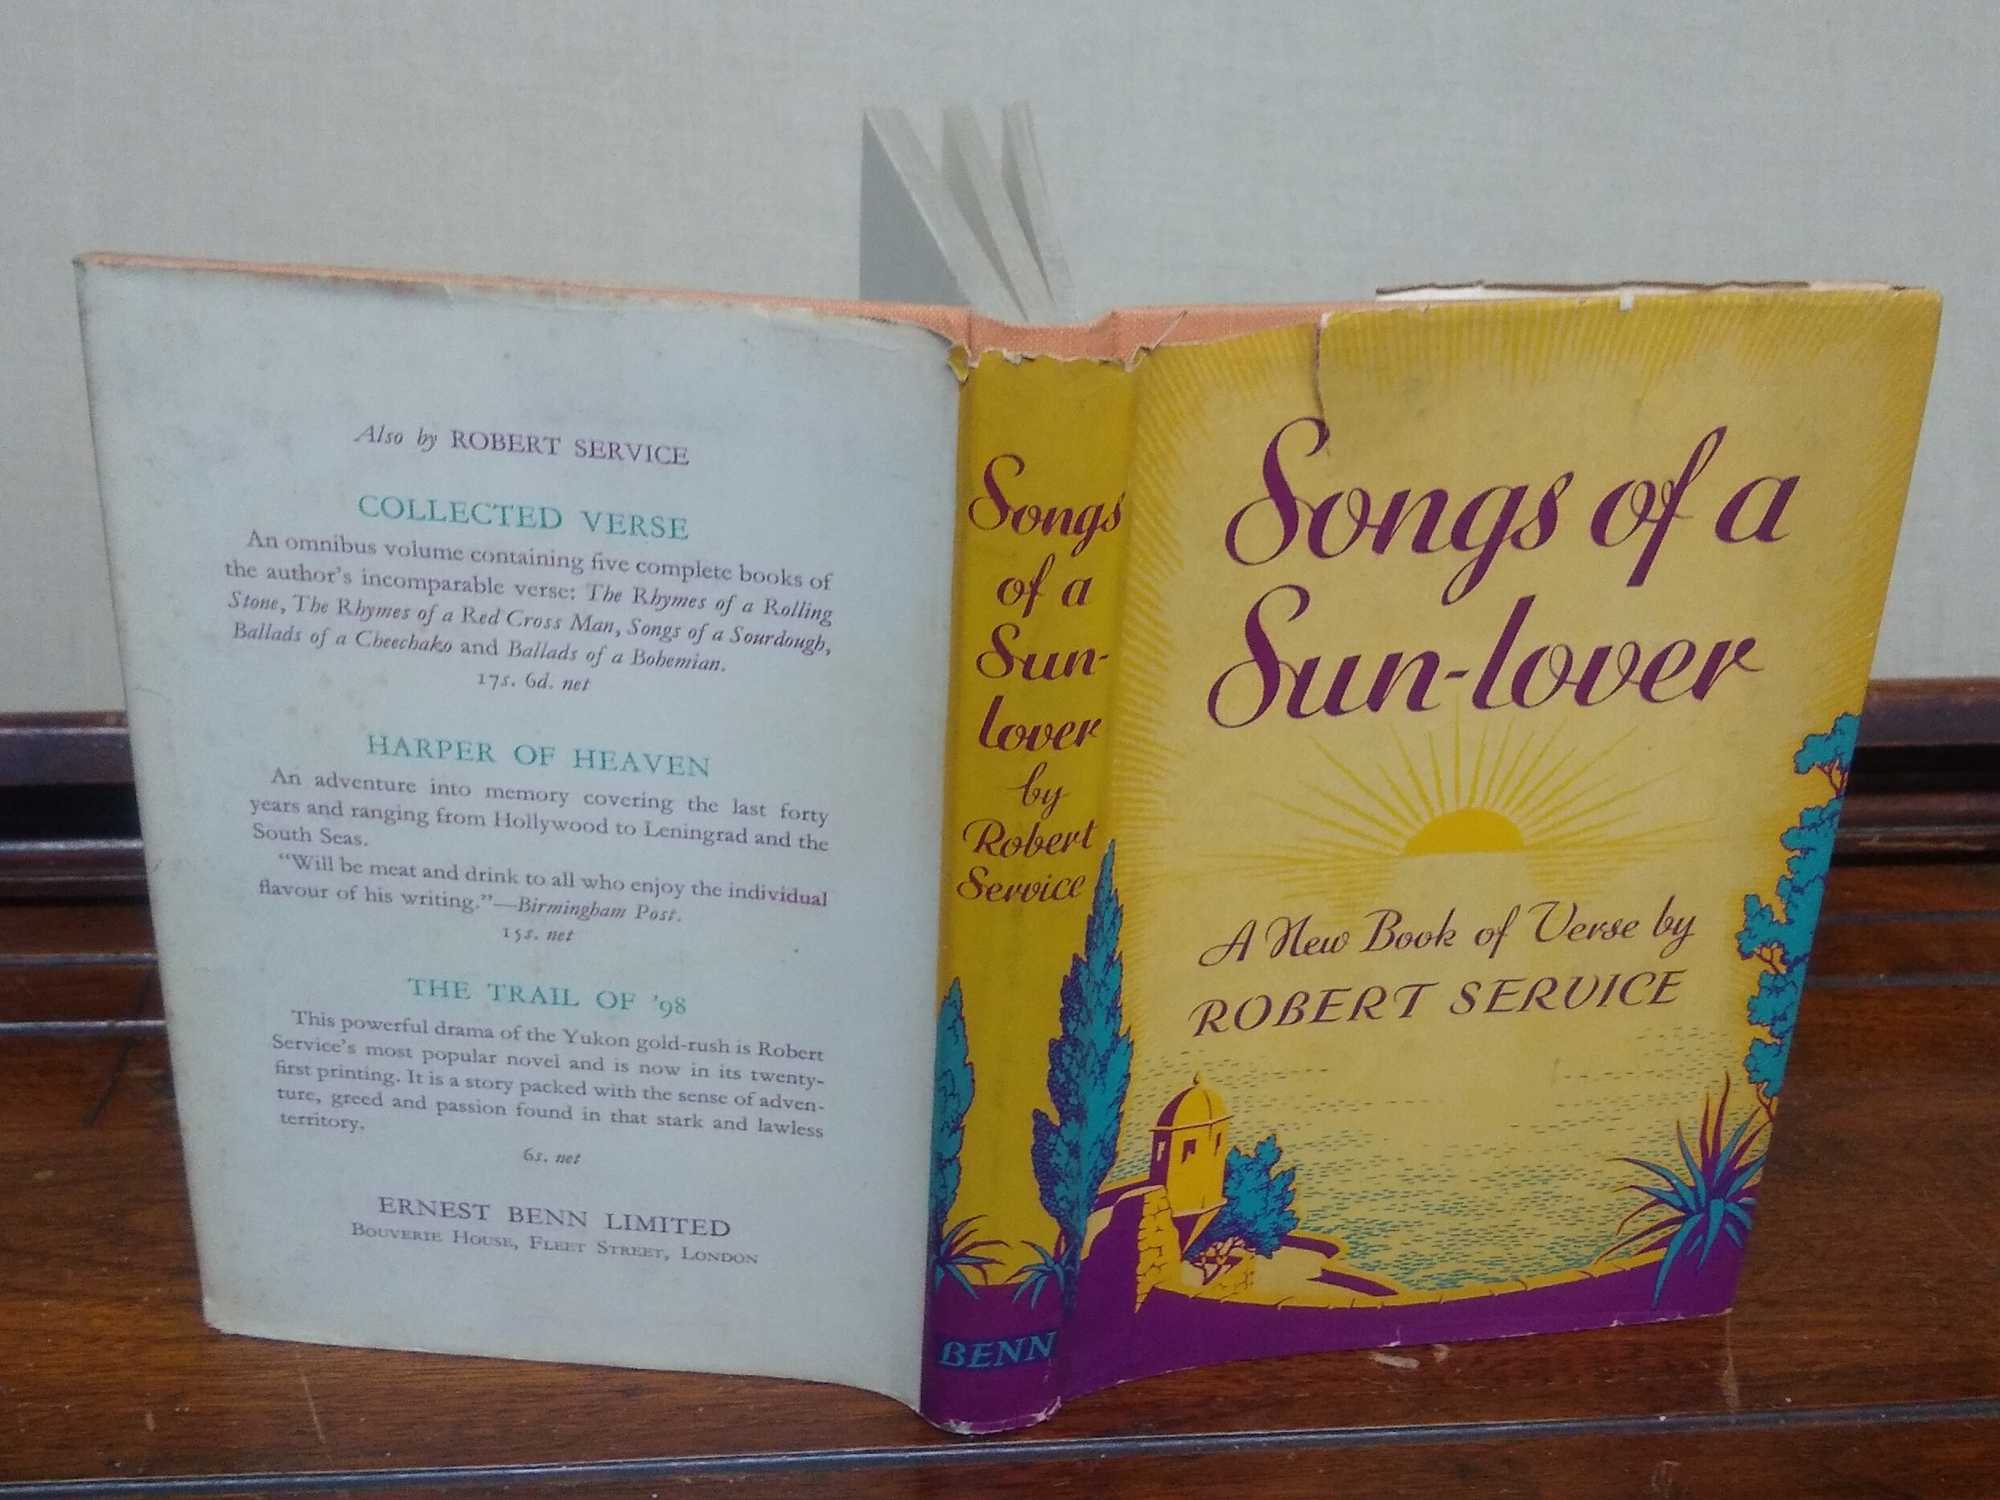 Also by ROBERT SERVICE
COLLECTED VERSE
An omnibus volume containing five complete books of
the author's incomparable verse: The Rhymes of a Rolling
Stone, The Rhymes of a Red Cross Man, Songs of a Sourdough,
Ballads of a Cheechako and Ballads of a Bohemian.
17s. 6d. net
HARPER OF HEAVEN
An adventure into memory covering the last forty
years and ranging from Hollywood to Leningrad and the
South Seas.
"Will be meat and drink to all who enjoy the individual
flavour of his writing."—Birmingham Post.
15s. net
THE TRAIL OF '98
This powerful drama of the Yukon gold-rush is Robert
Service's most popular novel and is now in its twenty-
first printing. It is a story packed with the sense of adven-
ture, greed and passion found in that stark and lawless
territory.
6s. net
ERNEST BENN LIMITED
BOUVERIE HOUSE, FLEET STREET, LONDON
Songs
of a
Sun-
lover
by
Robert
Service
BENN
Songs of a
Sun-lover
A New Book of Verse by
ROBERT SERVICE